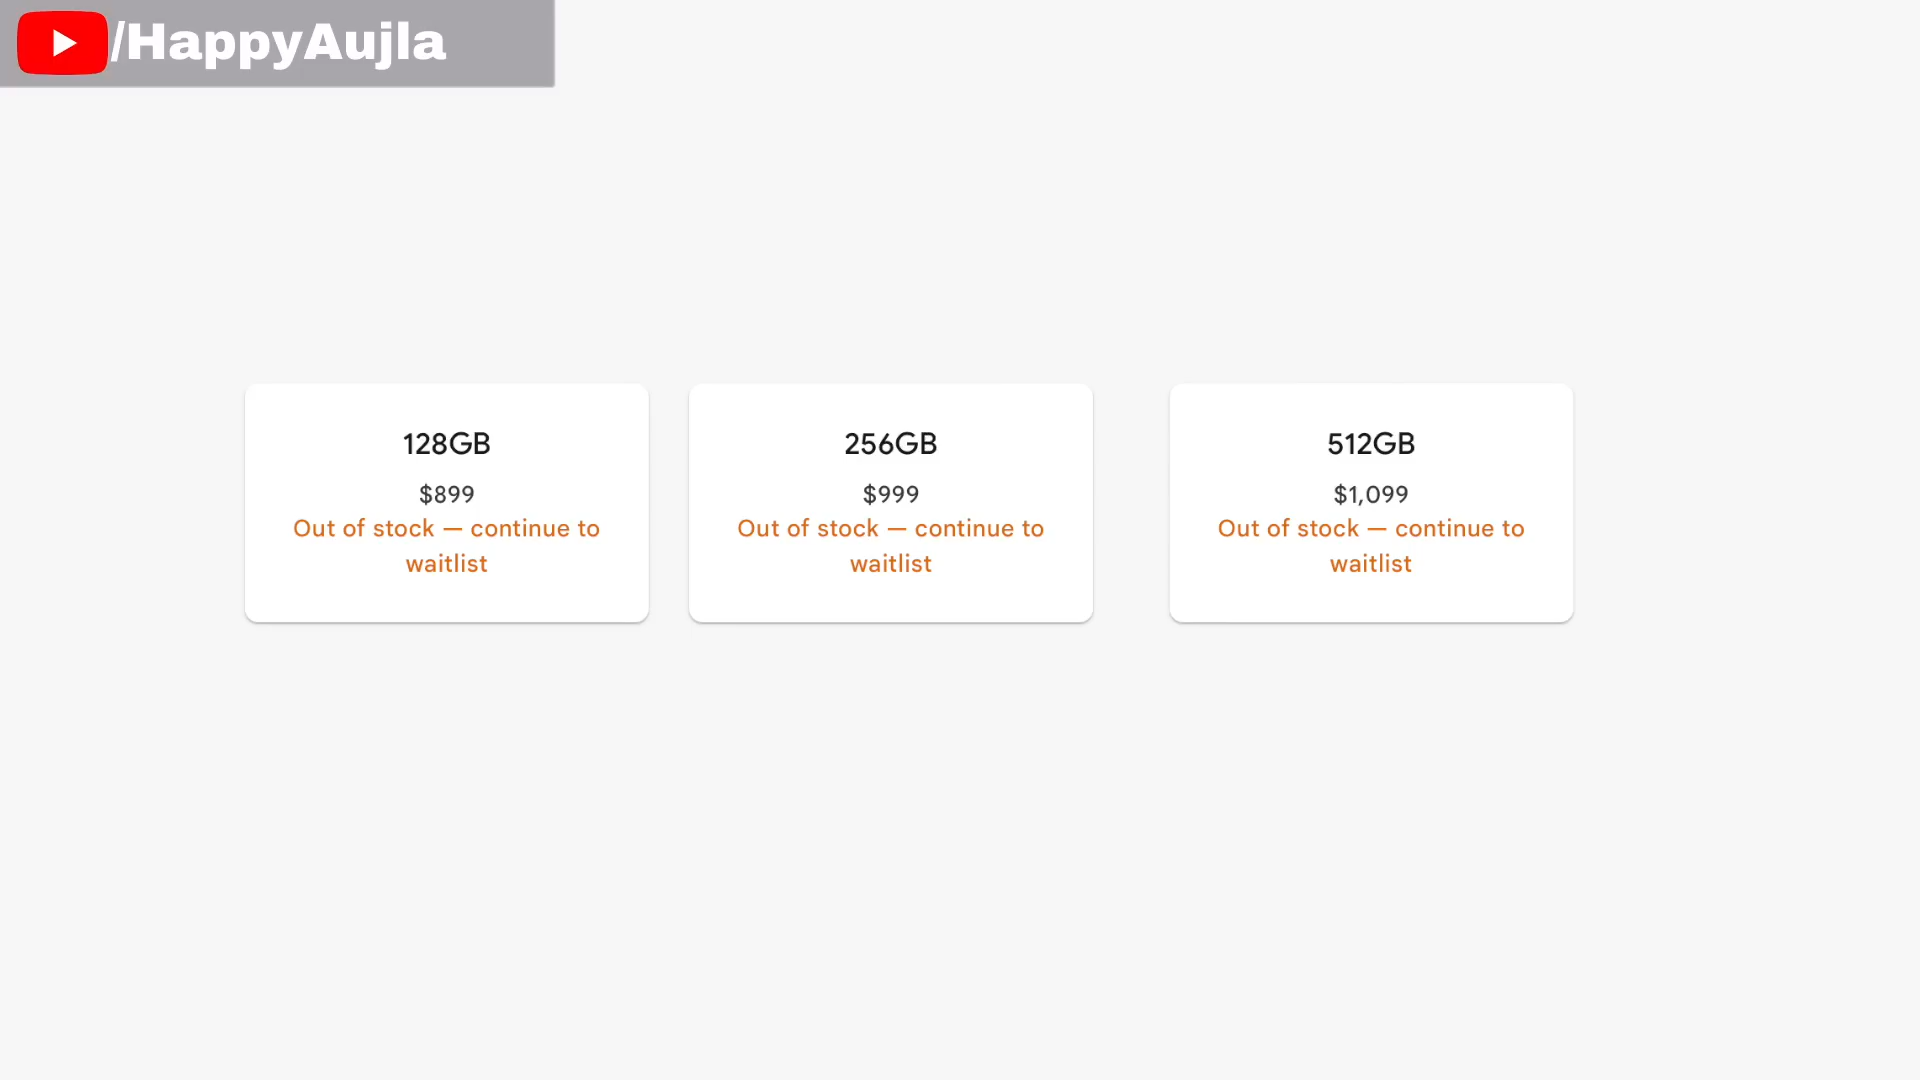 /HappyAujla
128GB
$899
Out of stock — continue to
waitlist
256GB
$999
Out of stock — continue to
waitlist
512GB
$1,099
Out of stock — continue to
waitlist